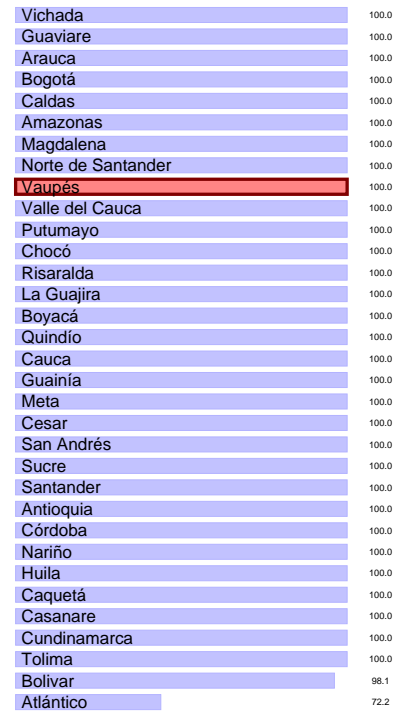 Vichada 100.0
Guaviare 100.0
Arauca 100.0
Bogotá 100.0
Caldas 100.0
Amazonas 100.0
Magdalena 100.0
Norte de Santander 100.0
Vaupés 100.0
Valle del Cauca 100.0
Putumayo 100.0
Chocó 100.0
Risaralda 100.0
La Guajira 100.0
Boyacá 100.0
Quindío 100.0
Cauca 100.0
Guainía 100.0
Meta 100.0
Cesar 100.0
San Andrés 100.0
Sucre 100.0
Santander 100.0
Antioquia 100.0
Córdoba 100.0
Nariño 100.0
Huila 100.0
Caquetá 100.0
Casanare 100.0
Cundinamarca 100.0
Tolima 100.0
Bolivar 98.1
Atlántico 72.2